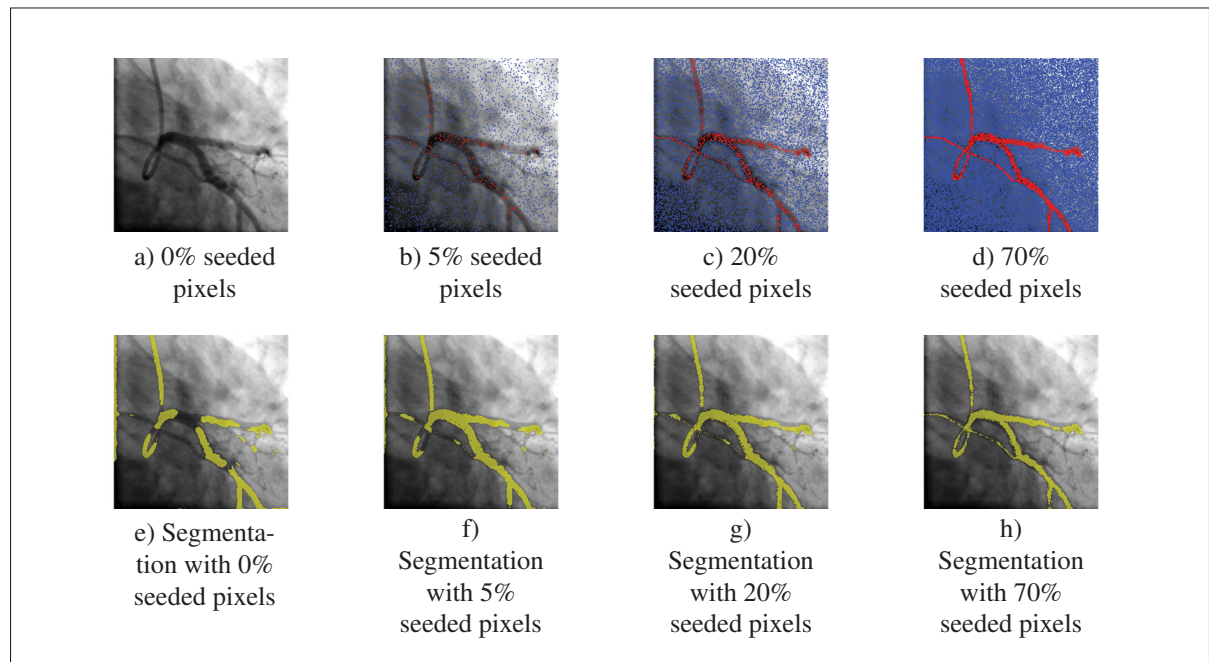 a) 0% seeded
pixels
b) 5% seeded
pixels
c) 20%
seeded pixels
d) 70%
seeded pixels
e) Segmenta-
tion with 0%
seeded pixels
f)
Segmentation
with 5%
seeded pixels
g)
Segmentation
with 20%
seeded pixels
h)
Segmentation
with 70%
seeded pixels